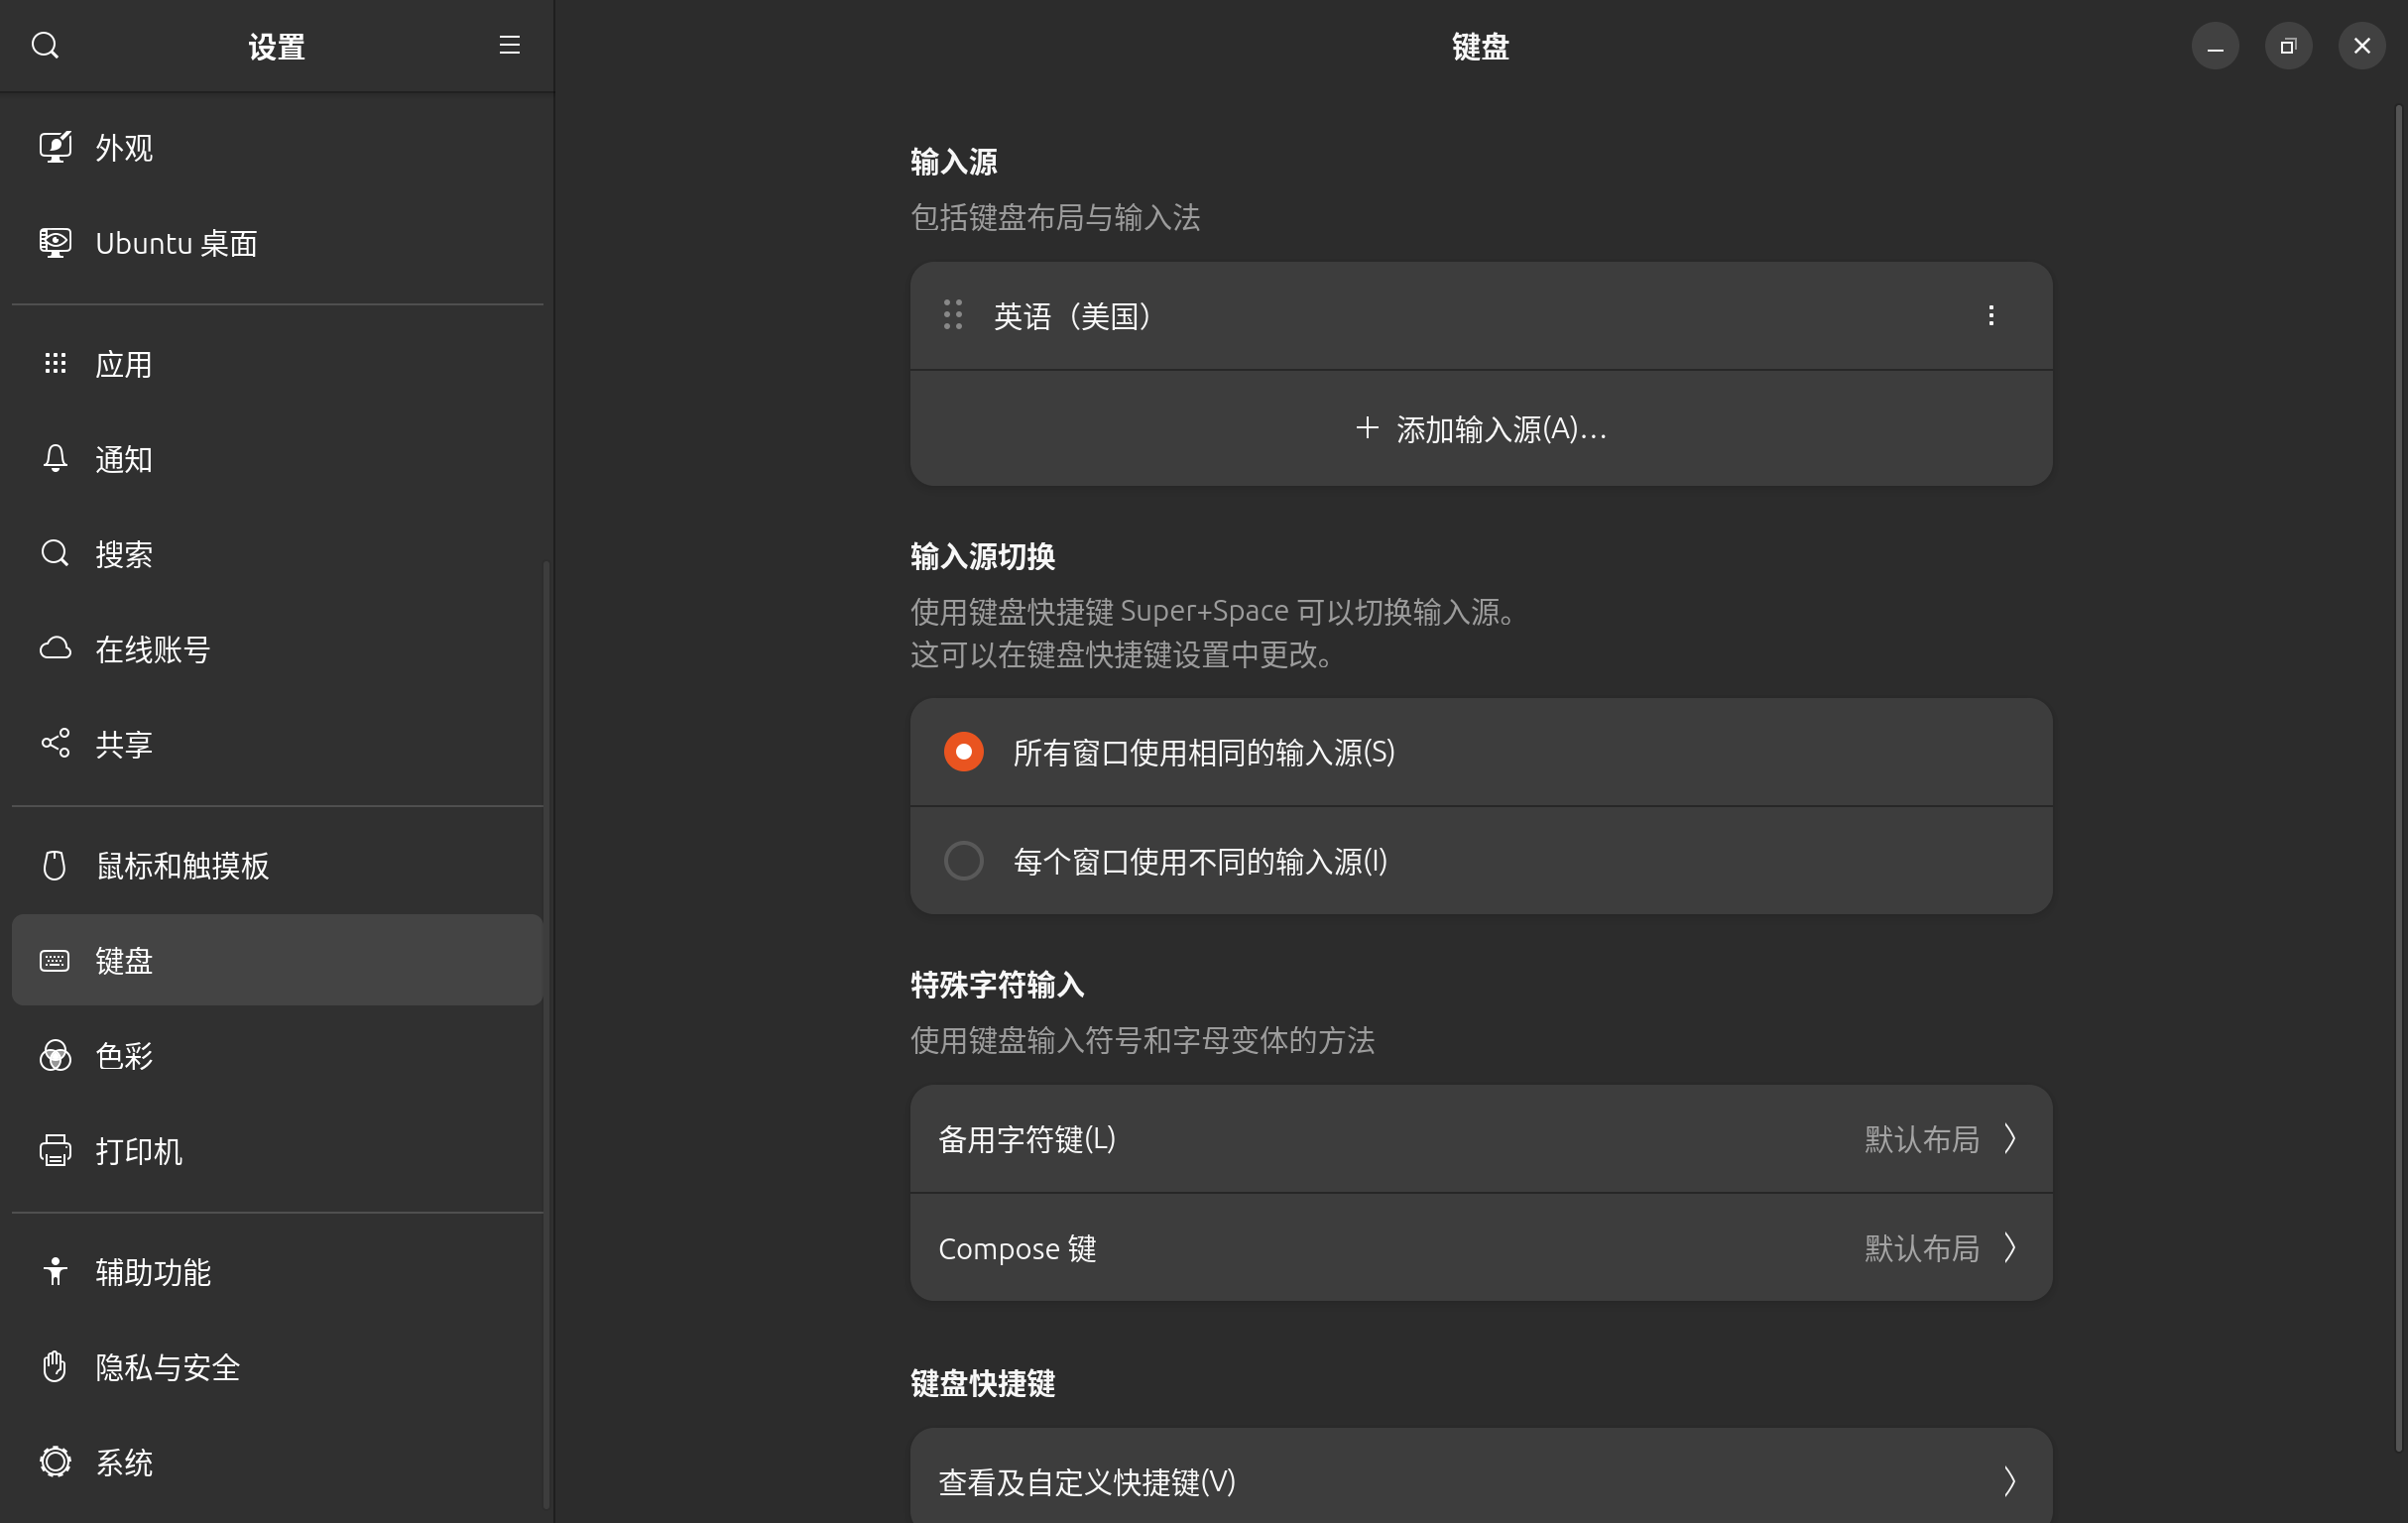 设置
外观
Ubuntu 桌面
应用
通知
搜索
在线账号
共享
鼠标和触摸板
键盘
色彩
打印机
辅助功能
隐私与安全
系统
键盘
输入源
包括键盘布局与输入法
英语（美国）
添加输入源(A)…
输入源切换
使用键盘快捷键 Super+Space 可以切换输入源。
这可以在键盘快捷键设置中更改。
所有窗口使用相同的输入源(S)
每个窗口使用不同的输入源(I)
特殊字符输入
使用键盘输入符号和字母变体的方法
备用字符键(L) 默认布局
Compose 键 默认布局
键盘快捷键
查看及自定义快捷键(V)